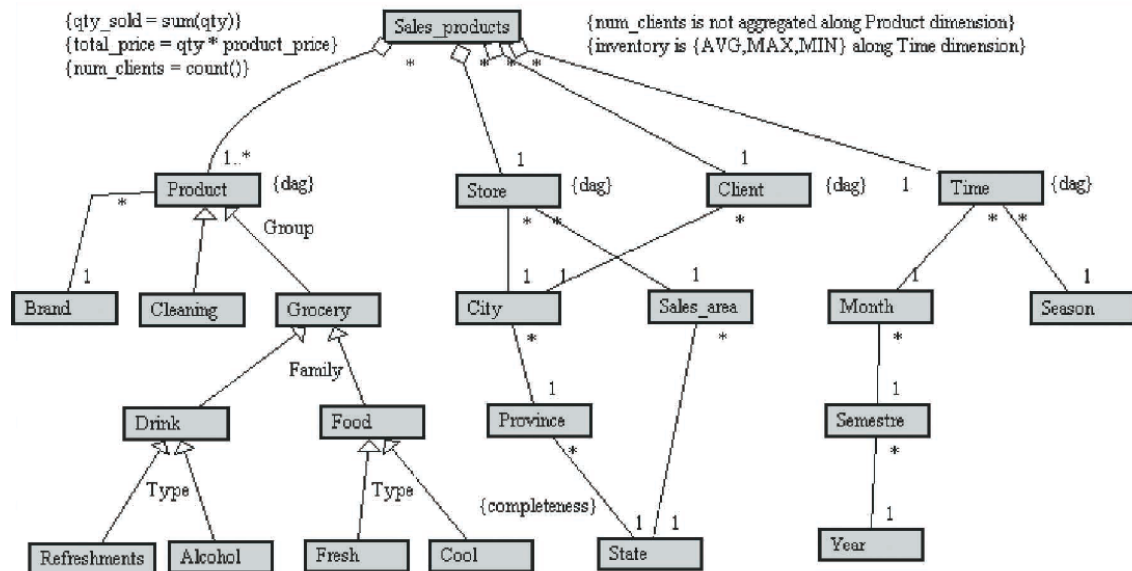 {qty_sold = sum(qty)}
{total_price = qty * product_price}
{num_clients = count()}
Sales_products
{num_clients is not aggregated along Product dimension}
{inventory is {AVG,MAX,MIN} along Time dimension}
* * * *
1..* 1 1 1
Product {dag} Store {dag} Client {dag} Time {dag}
* * * * * *
Group
1 1 1 1 1 1
Brand Cleaning Grocery City Sales_area Month Season
* * *
Family
1 1
Drink Food Province Semestre
* *
Type Type {completeness}
1 1 1
Refreshments Alcohol Fresh Cool State Year